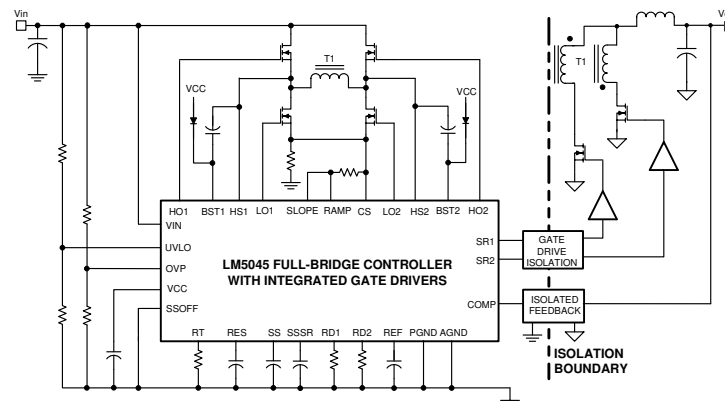 Vin
T1
VCC
VCC
T1
HO1
BST1
HS1
LO1
SLOPE
RAMP
CS
LO2
HS2
BST2
HO2
VIN
UVLO
OVP
VCC
SSOFF
LM5045 FULL-BRIDGE CONTROLLER
WITH INTEGRATED GATE DRIVERS
SR1
SR2
COMP
GATE
DRIVE
ISOLATION
ISOLATED
FEEDBACK
RT
RES
SS
SSSR
RD1
RD2
REF
PGND
AGND
ISOLATION
BOUNDARY